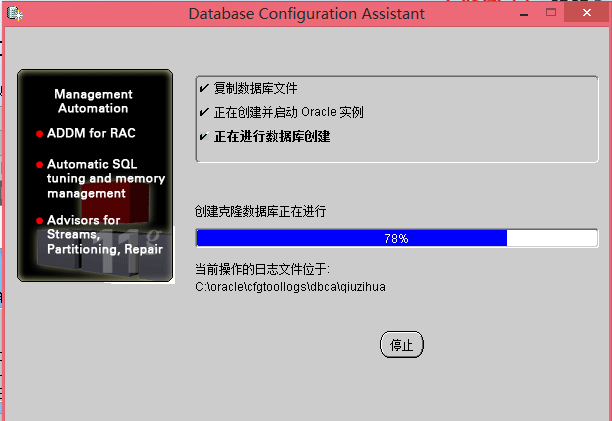 Database Configuration Assistant
Management
Automation
ADDM for RAC
Automatic SQL
tuning and memory
management
Advisors for
Streams,
Partitioning, Repair
11g
复制数据库文件
正在创建并启动 Oracle 实例
正在进行数据库创建
创建克隆数据库正在进行
78%
当前操作的日志文件位于:
C:\oracle\cfgtoollogs\dbca\qiuzihua
停止